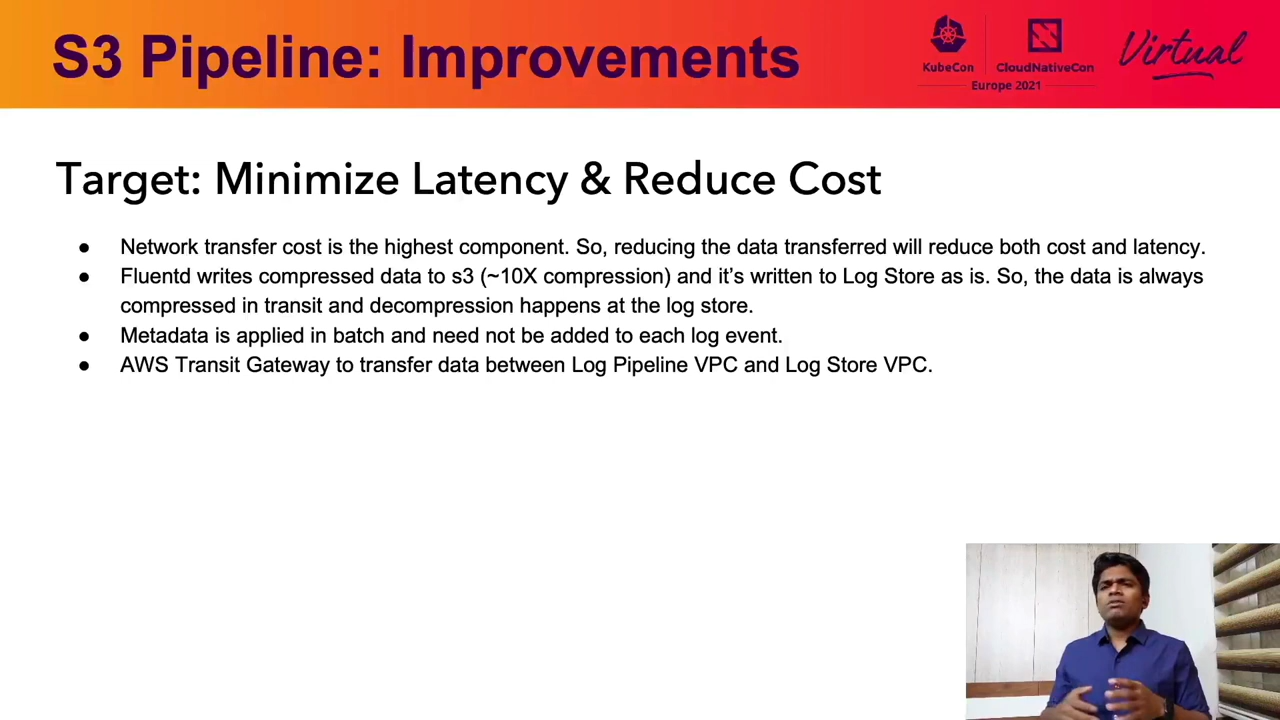 S3 Pipeline: Improvements
KubeCon
CloudNativeCon
Europe 2021
Virtual
Target: Minimize Latency & Reduce Cost
● Network transfer cost is the highest component. So, reducing the data transferred will reduce both cost and latency.
● Fluentd writes compressed data to s3 (~10X compression) and it's written to Log Store as is. So, the data is always
compressed in transit and decompression happens at the log store.
● Metadata is applied in batch and need not be added to each log event.
● AWS Transit Gateway to transfer data between Log Pipeline VPC and Log Store VPC.